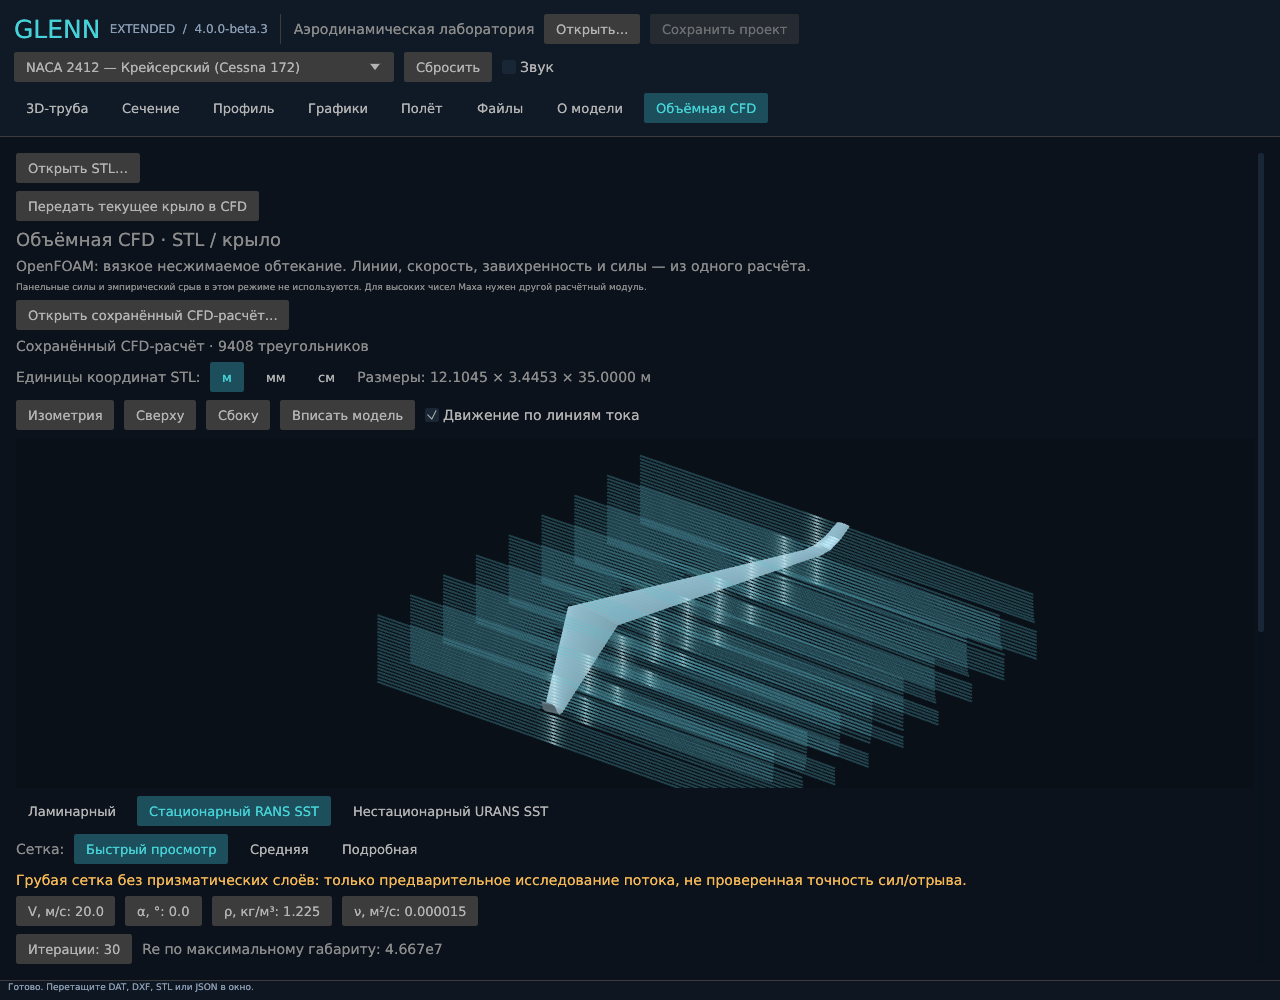 GLENN EXTENDED / 4.0.0-beta.3 Аэродинамическая лаборатория Открыть... Сохранить проект
NACA 2412 — Крейсерский (Cessna 172) Сбросить Звук
3D-труба Сечение Профиль Графики Полёт Файлы О модели Объёмная CFD
Открыть STL...
Передать текущее крыло в CFD
Объёмная CFD · STL / крыло
OpenFOAM: вязкое несжимаемое обтекание. Линии, скорость, завихренность и силы — из одного расчёта.
Панельные силы и эмпирический срыв в этом режиме не используются. Для высоких чисел Маха нужен другой расчётный модуль.
Открыть сохранённый CFD-расчёт...
Сохранённый CFD-расчёт · 9408 треугольников
Единицы координат STL: м мм см Размеры: 12.1045 × 3.4453 × 35.0000 м
Изометрия Сверху Сбоку Вписать модель Движение по линиям тока
Ламинарный Стационарный RANS SST Нестационарный URANS SST
Сетка: Быстрый просмотр Средняя Подробная
Грубая сетка без призматических слоёв: только предварительное исследование потока, не проверенная точность сил/отрыва.
V, м/с: 20.0 α, °: 0.0 ρ, кг/м³: 1.225 ν, м²/с: 0.000015
Итерации: 30 Re по максимальному габариту: 4.667e7
Готово. Перетащите DAT, DXF, STL или JSON в окно.